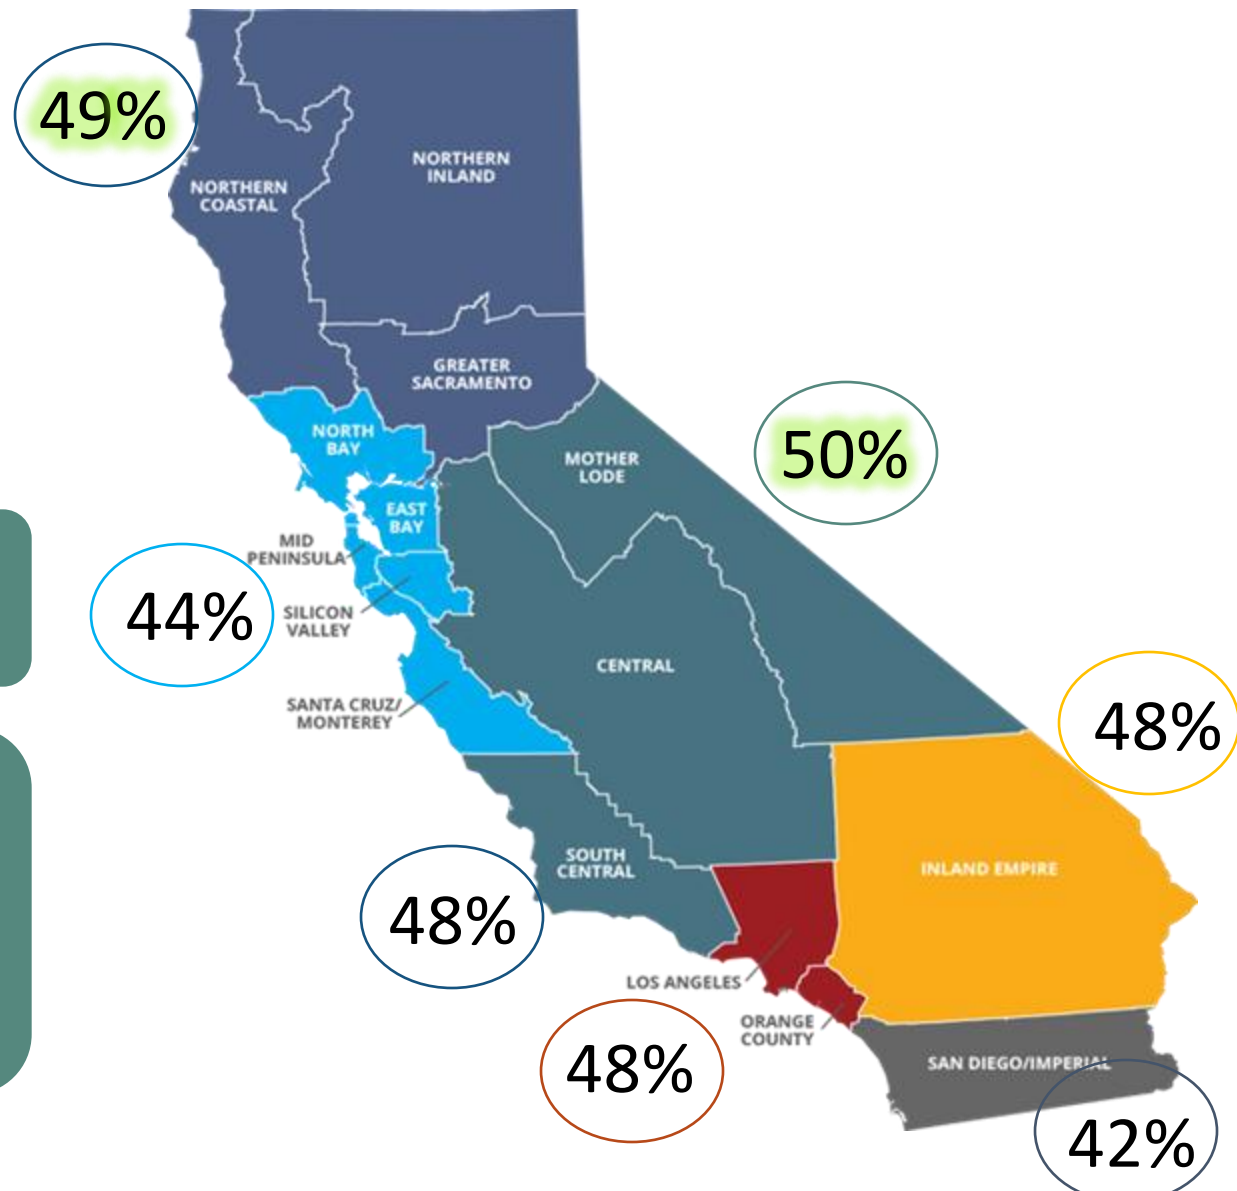 49%
NORTHERN
INLAND
NORTHERN
COASTAL
GREATER
SACRAMENTO
NORTH
BAY
MOTHER
LODE
50%
EAST
BAY
MID
PENINSULA
44%
SILICON
VALLEY
CENTRAL
SANTA CRUZ/
MONTEREY
48%
SOUTH
CENTRAL
INLAND EMPIRE
48%
LOS ANGELES
ORANGE
COUNTY
48%
SAN DIEGO/IMPERIAL
42%